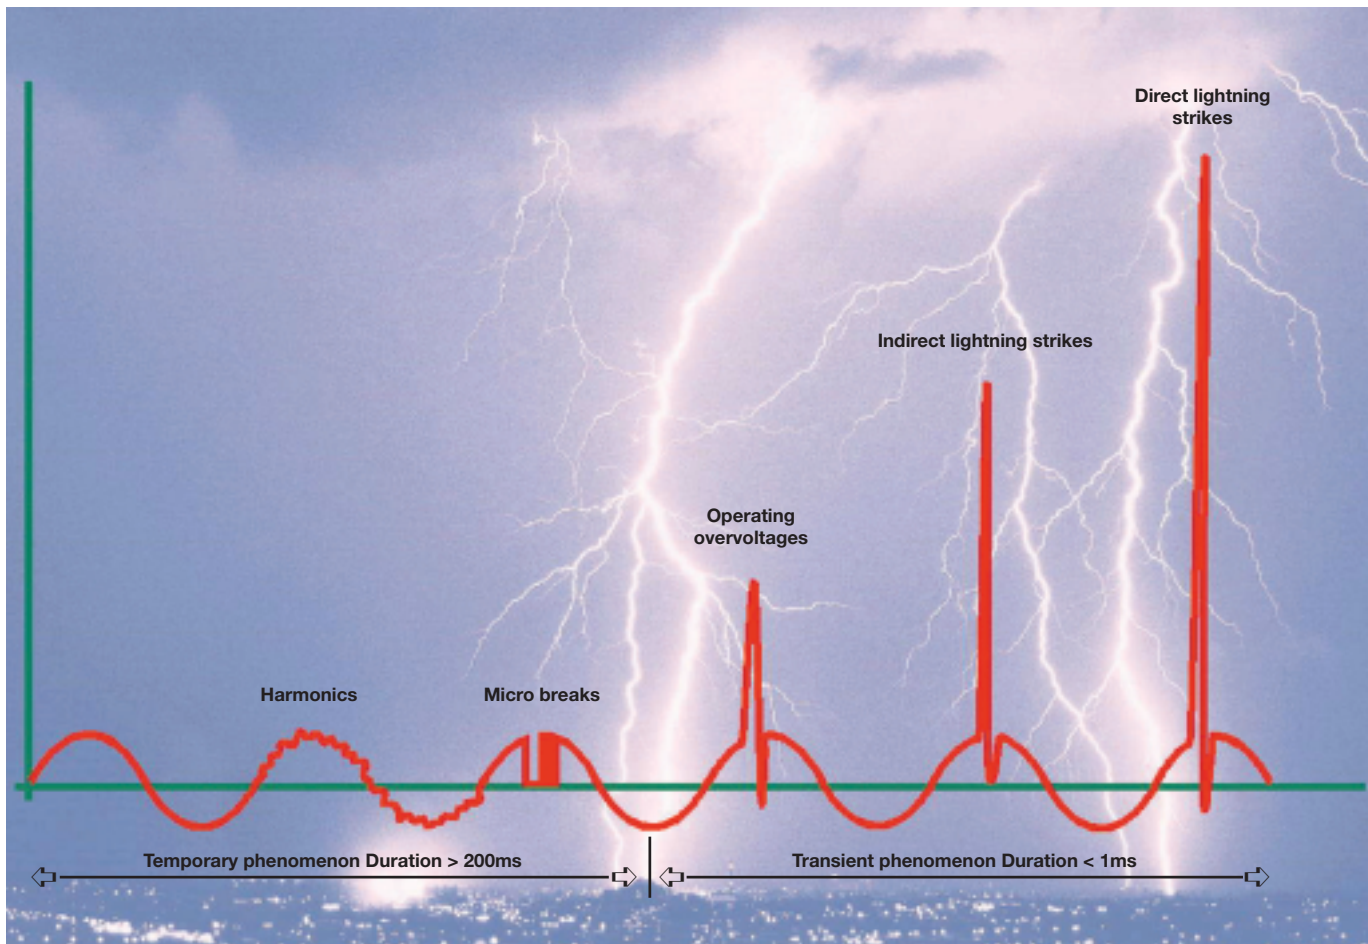 Direct lightning
strikes
Indirect lightning strikes
Operating
overvoltages
Harmonics
Micro breaks
Temporary phenomenon Duration > 200ms
Transient phenomenon Duration < 1ms